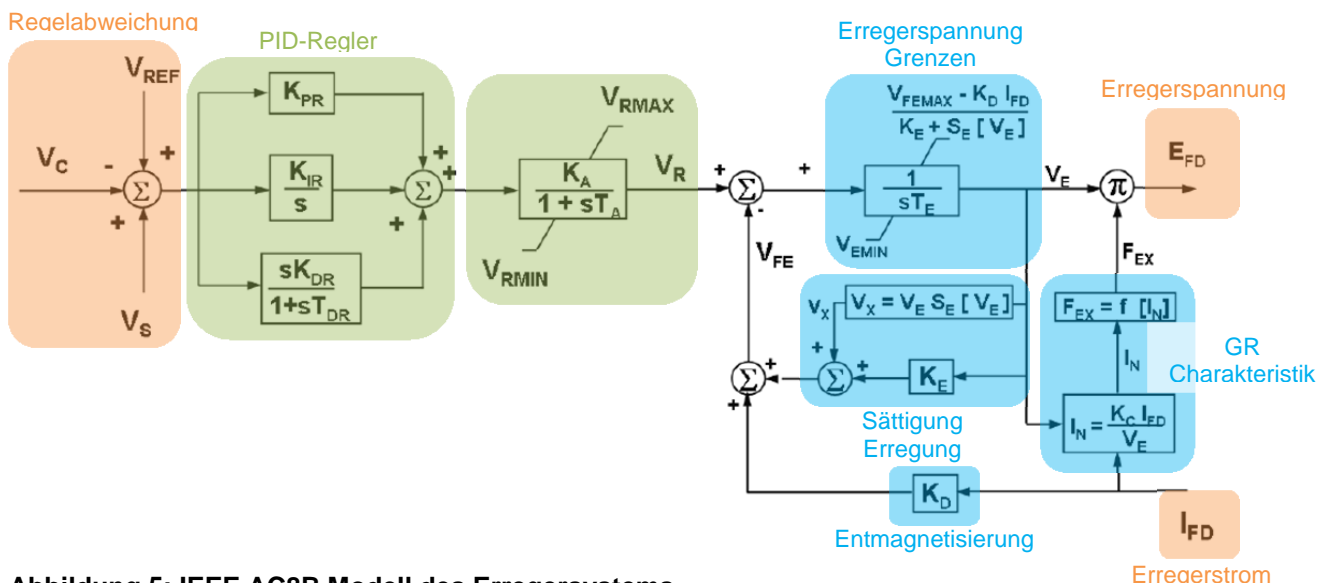 Regelabweichung
PID-Regler
Erregerspannung
Grenzen
Erregerspannung
V_REF
V_C
-
+
Σ
+
V_S
K_PR
K_IR
s
sK_DR
1+sT_DR
+
+
+
Σ
+
V_RMAX
K_A
1 + sT_A
V_RMIN
V_R
+
Σ
-
+
V_FE
V_FEMAX - K_D I_FD
K_E + S_E [ V_E ]
1
sT_E
V_EMIN
V_E
π
E_FD
F_EX
V_X
V_X = V_E S_E [ V_E ]
F_EX = f [I_N]
+
Σ
+
K_E
+
Σ
+
I_N
GR
Charakteristik
I_N = K_C I_FD
V_E
Sättigung
Erregung
K_D
Entmagnetisierung
I_FD
Erregerstrom
Abbildung 5: IEEE AC8B Modell des Erregersystems